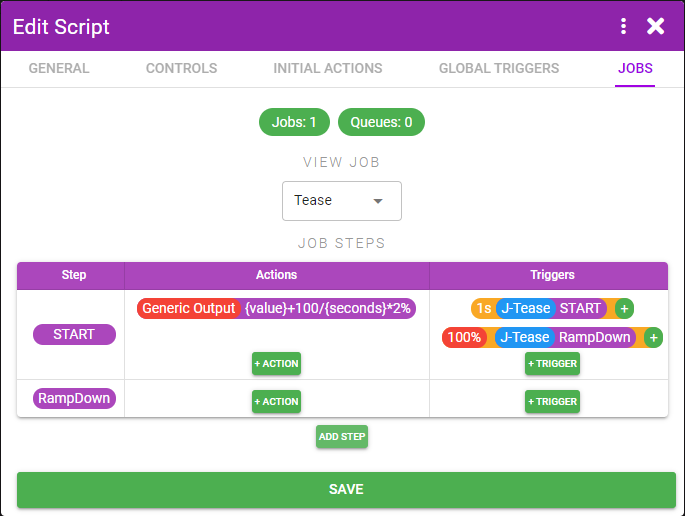 Edit Script
GENERAL CONTROLS INITIAL ACTIONS GLOBAL TRIGGERS JOBS
Jobs: 1 Queues: 0
VIEW JOB
Tease
JOB STEPS
Step Actions Triggers
START
Generic Output {value}+100/{seconds}*2%
+ ACTION
1s J-Tease START +
100% J-Tease RampDown +
+ TRIGGER
RampDown + ACTION + TRIGGER
ADD STEP
SAVE